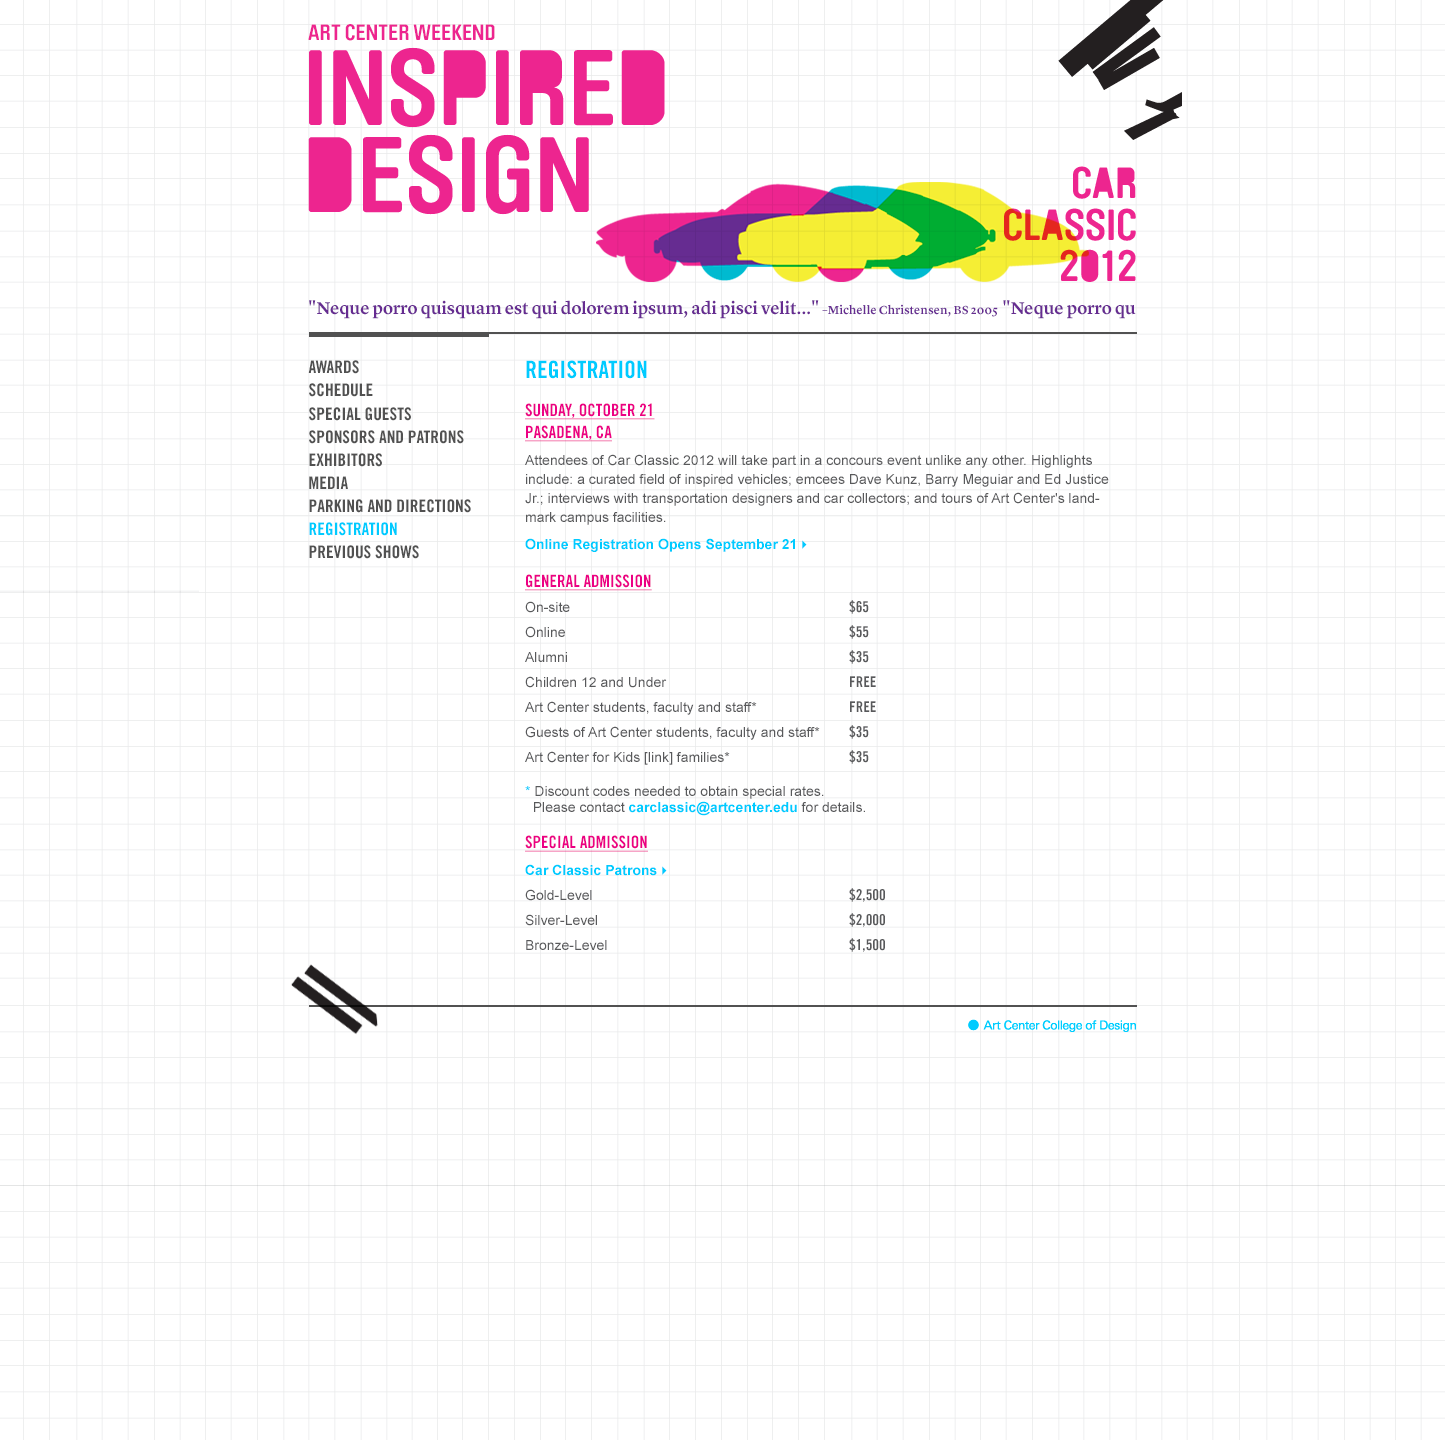 ART CENTER WEEKEND
INSPIRED
DESIGN
CAR
CLASSIC
2012
"Neque porro quisquam est qui dolorem ipsum, adi pisci velit..." –Michelle Christensen, BS 2005 "Neque porro qu
AWARDS
SCHEDULE
SPECIAL GUESTS
SPONSORS AND PATRONS
EXHIBITORS
MEDIA
PARKING AND DIRECTIONS
REGISTRATION
PREVIOUS SHOWS
REGISTRATION
SUNDAY, OCTOBER 21
PASADENA, CA
Attendees of Car Classic 2012 will take part in a concours event unlike any other. Highlights
include: a curated field of inspired vehicles; emcees Dave Kunz, Barry Meguiar and Ed Justice
Jr.; interviews with transportation designers and car collectors; and tours of Art Center's land-
mark campus facilities.
Online Registration Opens September 21
GENERAL ADMISSION
On-site $65
Online $55
Alumni $35
Children 12 and Under FREE
Art Center students, faculty and staff* FREE
Guests of Art Center students, faculty and staff* $35
Art Center for Kids [link] families* $35
* Discount codes needed to obtain special rates.
Please contact carclassic@artcenter.edu for details.
SPECIAL ADMISSION
Car Classic Patrons
Gold-Level $2,500
Silver-Level $2,000
Bronze-Level $1,500
Art Center College of Design